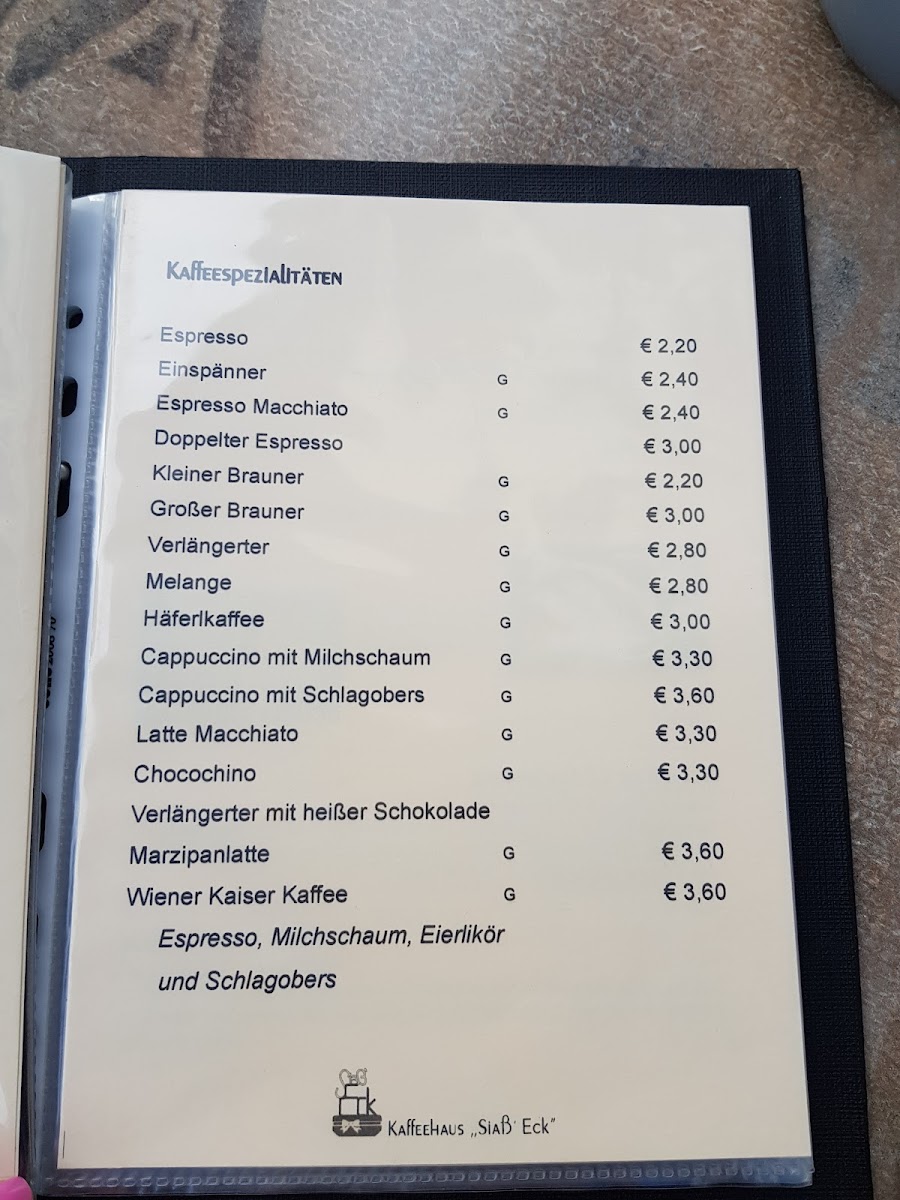 Kaffeespezialitäten
Espresso € 2,20
Einspänner G € 2,40
Espresso Macchiato G € 2,40
Doppelter Espresso € 3,00
Kleiner Brauner G € 2,20
Großer Brauner G € 3,00
Verlängerter G € 2,80
Melange G € 2,80
Häferlkaffee G € 3,00
Cappuccino mit Milchschaum G € 3,30
Cappuccino mit Schlagobers G € 3,60
Latte Macchiato G € 3,30
Chocochino G € 3,30
Verlängerter mit heißer Schokolade
Marzipanlatte G € 3,60
Wiener Kaiser Kaffee G € 3,60
Espresso, Milchschaum, Eierlikör
und Schlagobers
Eck
Kaffeehaus „Siaß' Eck"